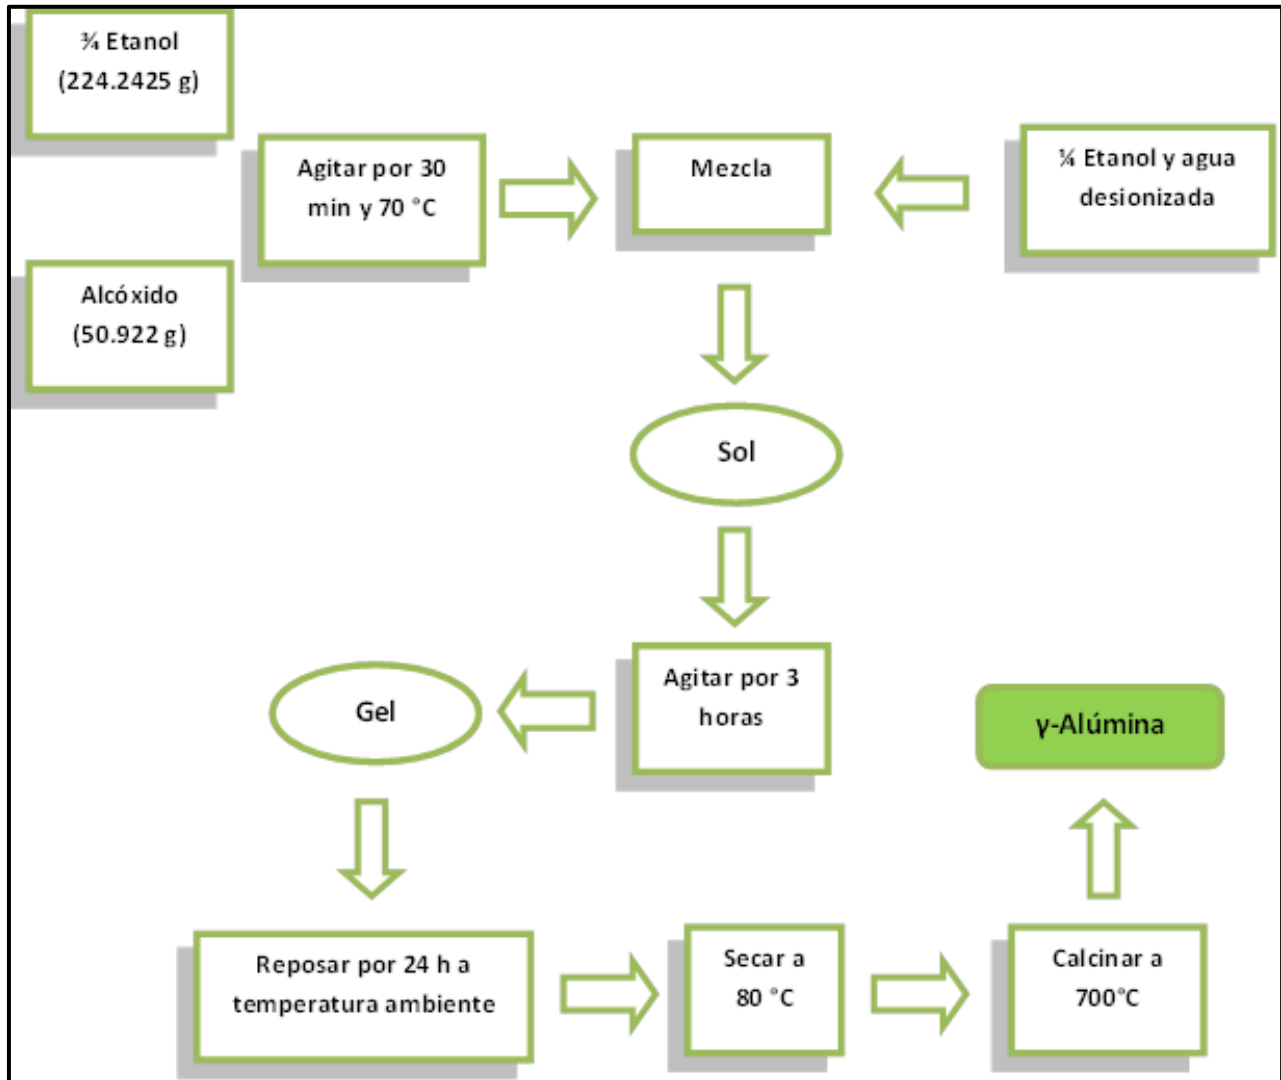 ¾ Etanol
(224.2425 g)
Agitar por 30
min y 70 °C
Mezcla
¼ Etanol y agua
desionizada
Alcóxido
(50.922 g)
Sol
Agitar por 3
horas
Gel
γ-Alúmina
Reposar por 24 h a
temperatura ambiente
Secar a
80 °C
Calcinar a
700°C